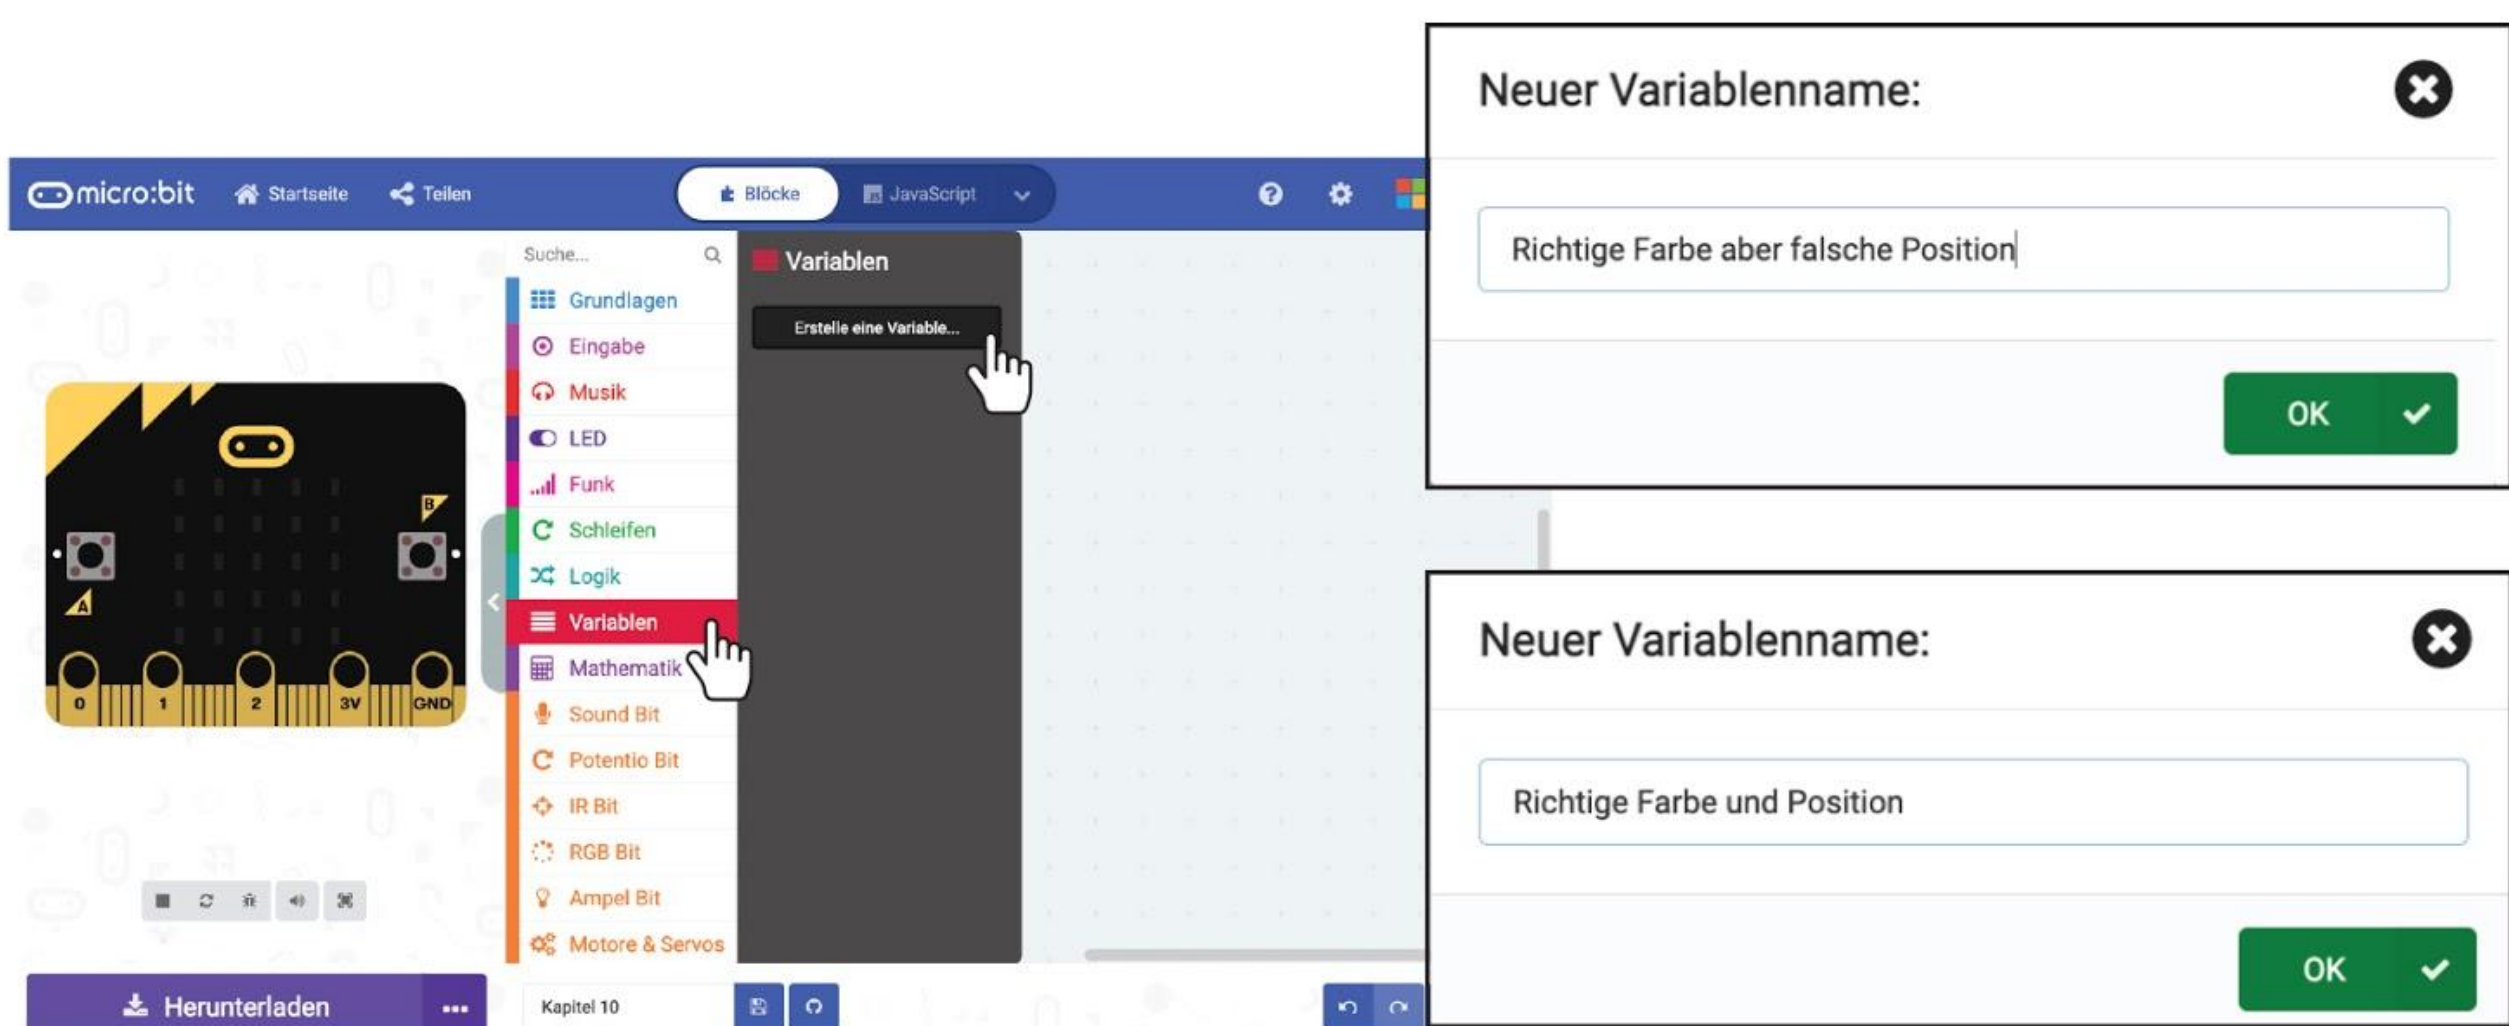 Neuer Variablenname:
Richtige Farbe aber falsche Position
OK
micro:bit Startseite Teilen Blöcke JS JavaScript
Suche...
Grundlagen
Eingabe
Musik
LED
Funk
Schleifen
Logik
Variablen
Mathematik
Sound Bit
Potentio Bit
IR Bit
RGB Bit
Ampel Bit
Motore & Servos
Variablen
Erstelle eine Variable...
B
A
0 1 2 3V GND
Neuer Variablenname:
Richtige Farbe und Position
OK
Herunterladen ...
Kapitel 10